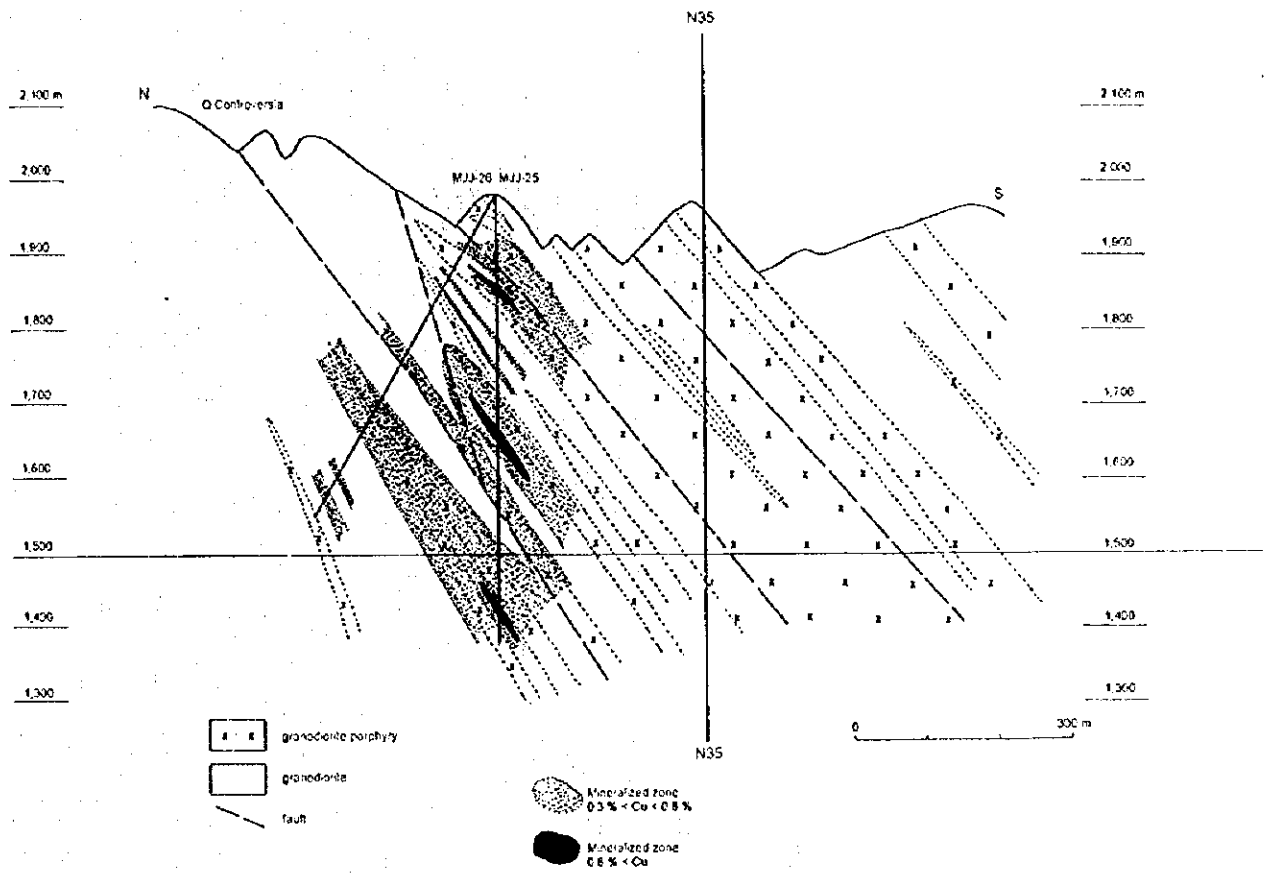 N35
2,100 m
N
Q Controversia
2,100 m
2,000
MJJ-26 MJJ-25
2,000
S
1,900
1,900
1,800
1,800
1,700
1,700
1,600
1,600
1,500
1,500
1,400
1,400
1,300
1,300
granodiorite porphyry
0
300 m
N35
granodiorite
fault
Mineralized zone
0.3 % < Cu < 0.6 %
Mineralized zone
0.6 % < Cu